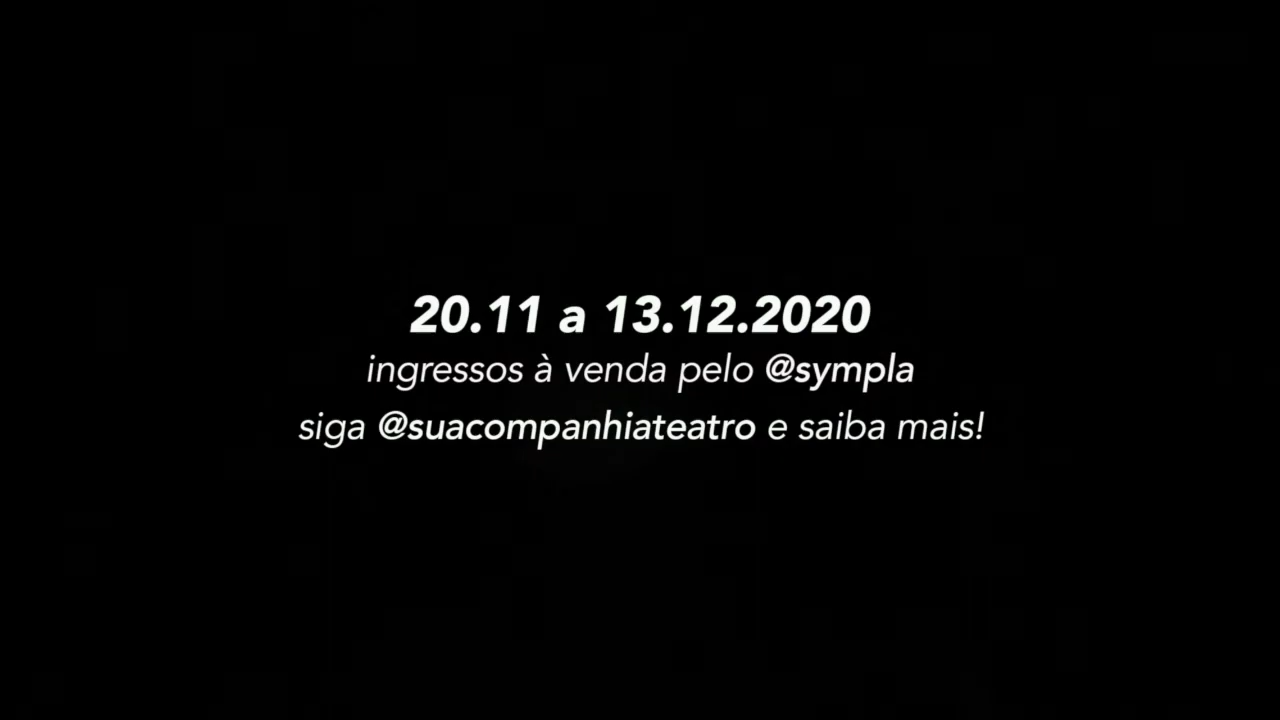 20.11 a 13.12.2020
ingressos à venda pelo @sympla
siga @suacompanhiateatro e saiba mais!